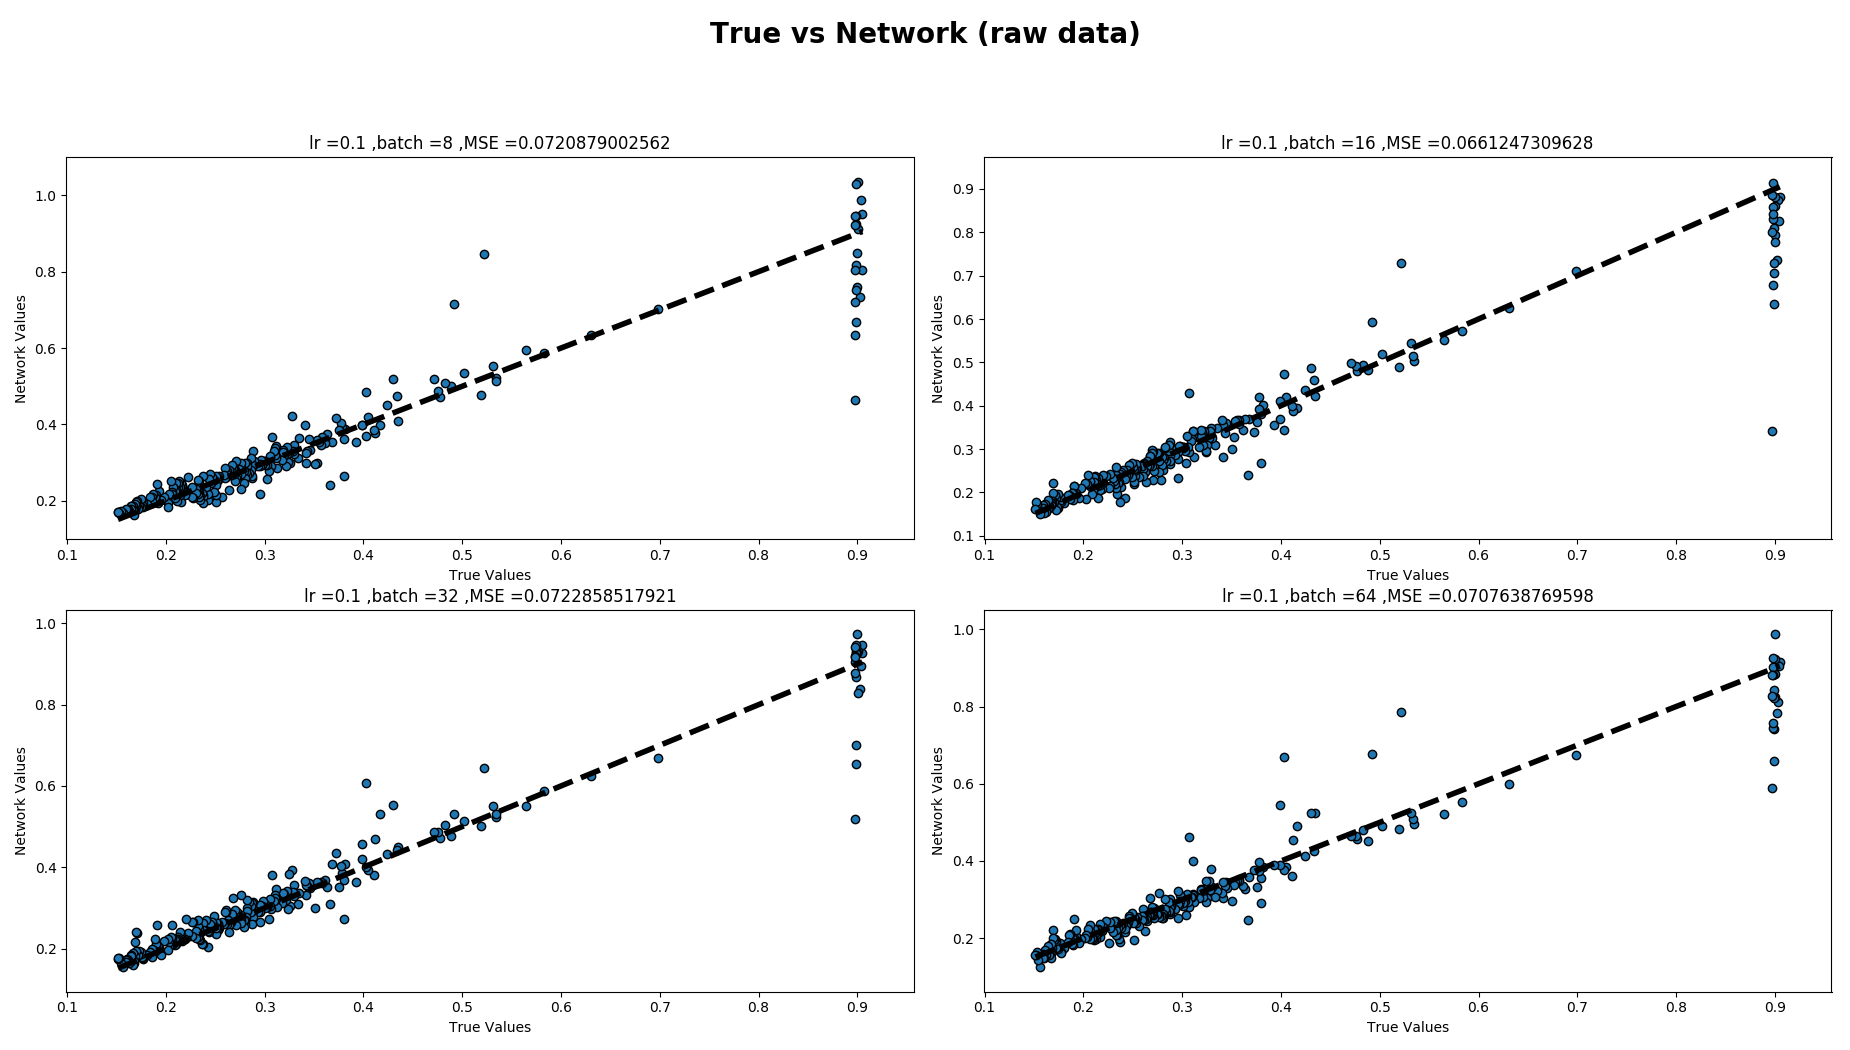 True vs Network (raw data)
lr =0.1 ,batch =8 ,MSE =0.0720879002562
Network Values
1.0
0.8
0.6
0.4
0.2
0.1 0.2 0.3 0.4 0.5 0.6 0.7 0.8 0.9
True Values
lr =0.1 ,batch =16 ,MSE =0.0661247309628
Network Values
0.9
0.8
0.7
0.6
0.5
0.4
0.3
0.2
0.1
0.1 0.2 0.3 0.4 0.5 0.6 0.7 0.8 0.9
True Values
lr =0.1 ,batch =32 ,MSE =0.0722858517921
Network Values
1.0
0.8
0.6
0.4
0.2
0.1 0.2 0.3 0.4 0.5 0.6 0.7 0.8 0.9
True Values
lr =0.1 ,batch =64 ,MSE =0.0707638769598
Network Values
1.0
0.8
0.6
0.4
0.2
0.1 0.2 0.3 0.4 0.5 0.6 0.7 0.8 0.9
True Values